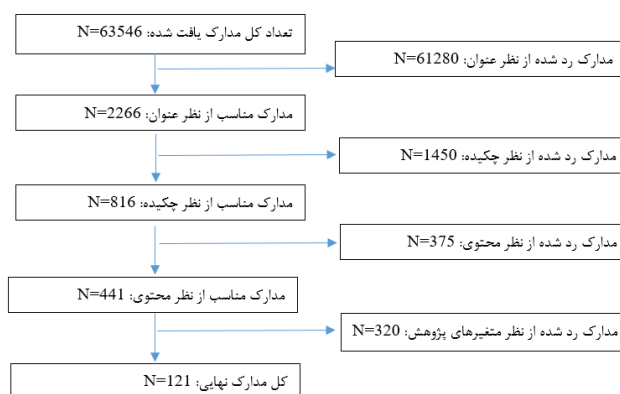 تعداد کل مدارک یافت شده: N=63546
مدارک رد شده از نظر عنوان: N=61280
مدارک مناسب از نظر عنوان: N=2266
مدارک رد شده از نظر چکیده: N=1450
مدارک مناسب از نظر چکیده: N=816
مدارک رد شده از نظر محتوی: N=375
مدارک مناسب از نظر محتوی: N=441
مدارک رد شده از نظر متغیرهای پژوهش: N=320
کل مدارک نهایی: N=121